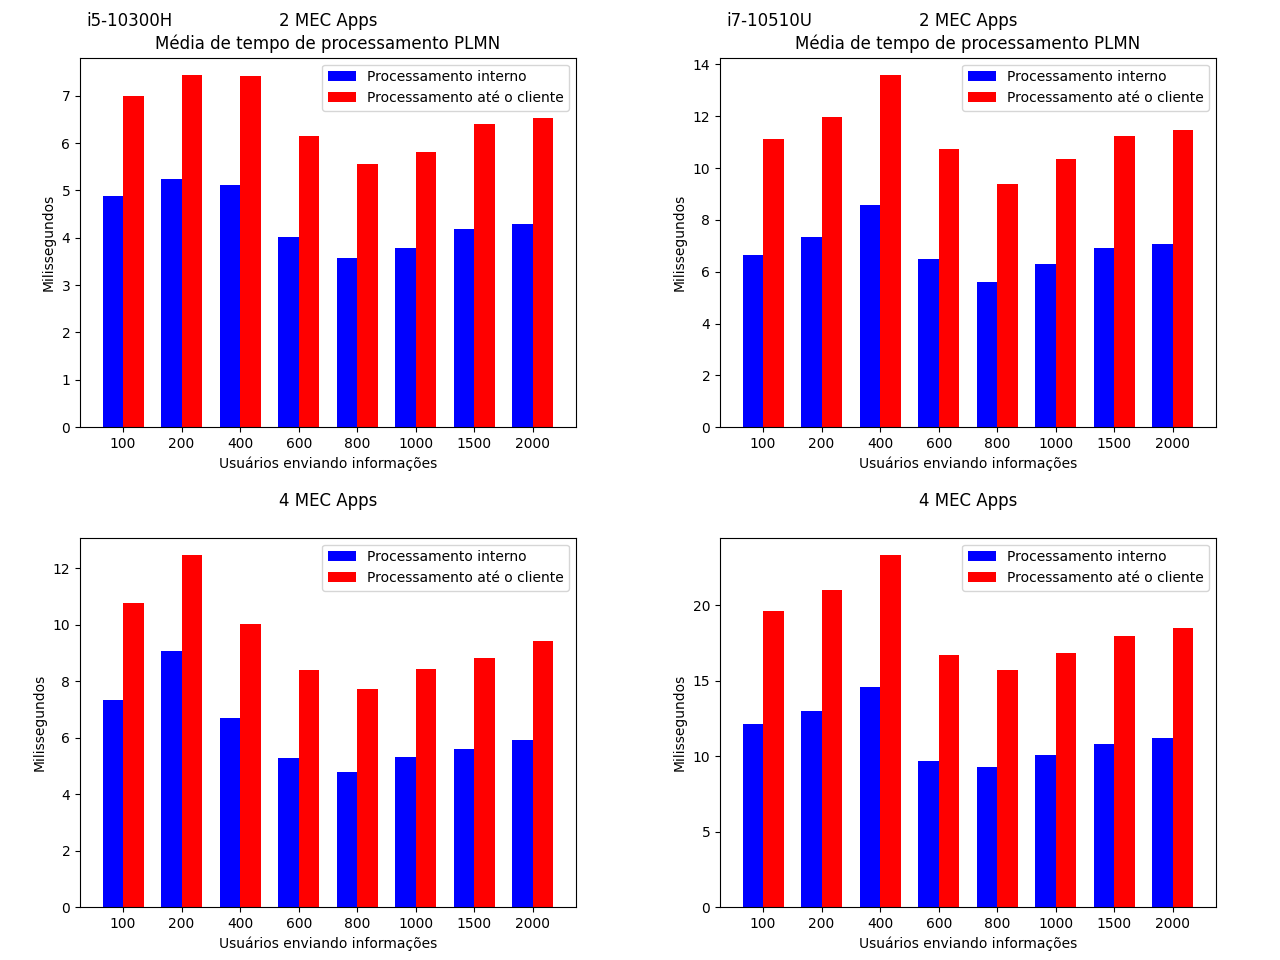 i5-10300H
2 MEC Apps
Média de tempo de processamento PLMN
Processamento interno
Processamento até o cliente
Milissegundos
7
6
5
4
3
2
1
0
100 200 400 600 800 1000 1500 2000
Usuários enviando informações
i7-10510U
2 MEC Apps
Média de tempo de processamento PLMN
Processamento interno
Processamento até o cliente
Milissegundos
14
12
10
8
6
4
2
0
100 200 400 600 800 1000 1500 2000
Usuários enviando informações
4 MEC Apps
Processamento interno
Processamento até o cliente
Milissegundos
12
10
8
6
4
2
0
100 200 400 600 800 1000 1500 2000
Usuários enviando informações
4 MEC Apps
Processamento interno
Processamento até o cliente
Milissegundos
20
15
10
5
0
100 200 400 600 800 1000 1500 2000
Usuários enviando informações